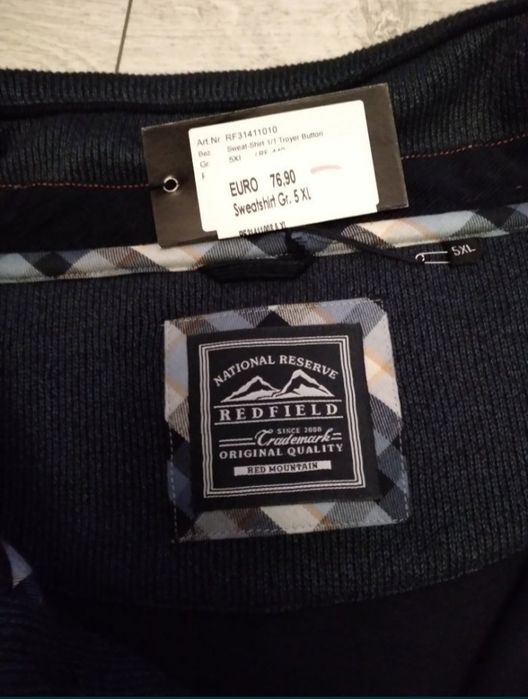 Art.Nr RF31411010
Bez. Sweat-Shirt 1/1 Troyer Button
Gr. 5XL
EURO 76,90
Sweatshirt Gr. 5 XL
5XL
NATIONAL RESERVE
REDFIELD
SINCE 2000
Trademark
ORIGINAL QUALITY
RED MOUNTAIN